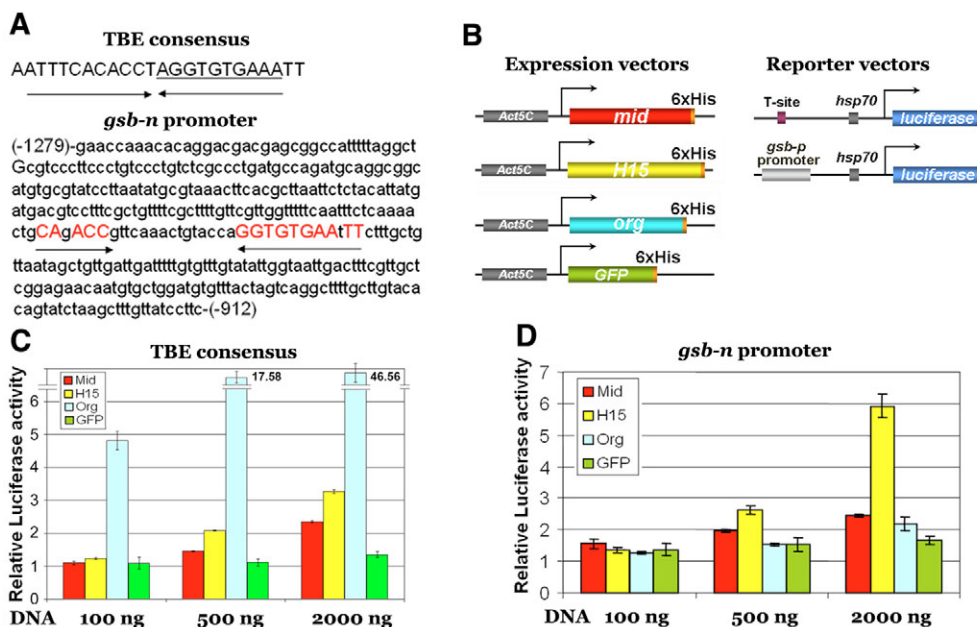 A
TBE consensus
AATTTCACACCTAGGTGTGAAATT
gsb-n promoter
(-1279)-gaaccaaacacaggacgacgagcggccatttttaggct
Gcgtcccttccctgtccctgtctcgccctgatgccagatgcaggcggc
atgtgcgtatccttaatatgcgtaaacttcacgcttaattctctacattatg
atgacgtcctttcgctgttttcgcttttgttcgttggtttttcaatttctcaaaa
ctgCAgACCgttcaaactgtaccaGGTGTGAAtTTctttgctg
ttaatagctgttgattgatttttgtgtttgtatattggtaattgactttcgttgct
cggagaacaatgtgctggatgtgtttactagtcaggcttttgcttgtaca
cagtatctaagctttgttatccttc-(-912)
B
Expression vectors
Act5C mid 6xHis
Act5C H15 6xHis
Act5C org 6xHis
Act5C GFP 6xHis
Reporter vectors
T-site hsp70 luciferase
gsb-p promoter hsp70 luciferase
C
TBE consensus
Relative Luciferase activity
Mid
H15
Org
GFP
17.58
46.56
6
5
4
3
2
1
0
DNA 100 ng 500 ng 2000 ng
D
gsb-n promoter
Relative Luciferase activity
Mid
H15
Org
GFP
7
6
5
4
3
2
1
0
DNA 100 ng 500 ng 2000 ng